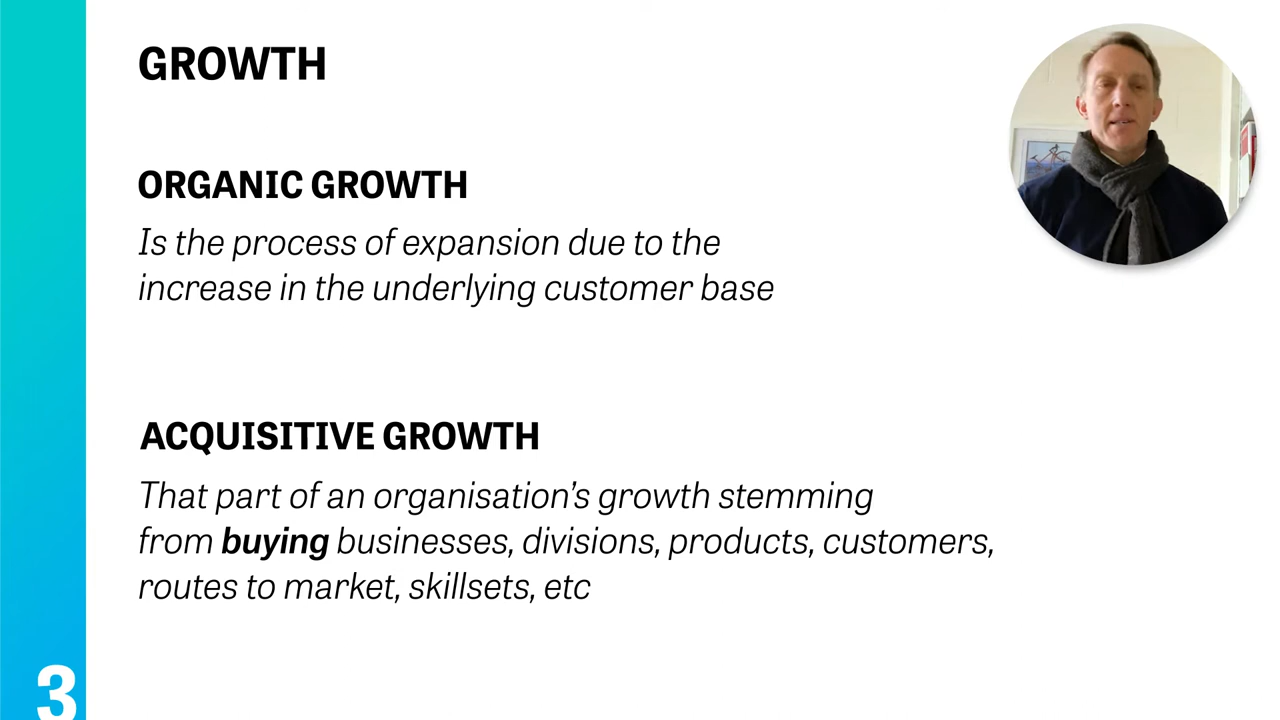 GROWTH
ORGANIC GROWTH
Is the process of expansion due to the
increase in the underlying customer base
ACQUISITIVE GROWTH
That part of an organisation’s growth stemming
from buying businesses, divisions, products, customers,
routes to market, skillsets, etc
3